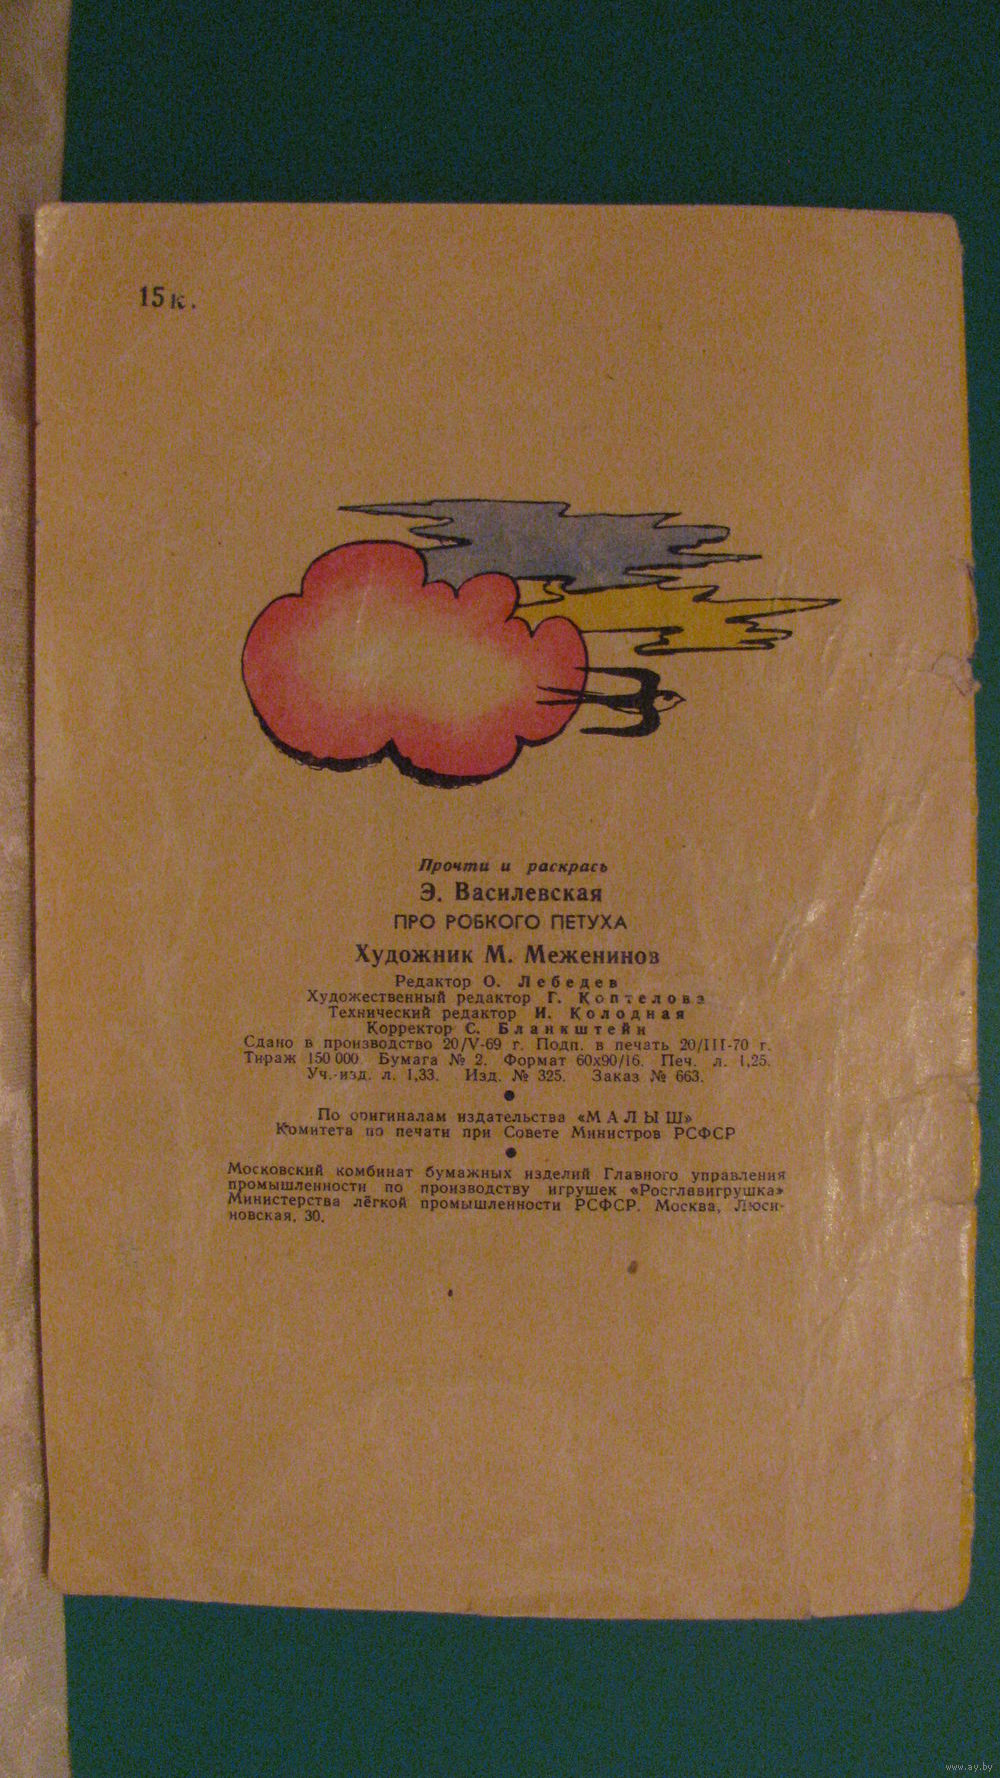 15 к.
Прочти и раскрась
Э. Василевская
ПРО РОБКОГО ПЕТУХА
Художник М. Меженинов
Редактор О. Лебедев
Художественный редактор Г. Коптелова
Технический редактор И. Колодная
Корректор С. Бланкштейн
Сдано в производство 20/V-69 г. Подп. в печать 20/III-70 г.
Тираж 150 000. Бумага № 2. Формат 60х90/16. Печ. л. 1,25.
Уч.-изд. л. 1,33. Изд. № 325. Заказ № 663.
По оригиналам издательства «МАЛЫШ»
Комитета по печати при Совете Министров РСФСР
Московский комбинат бумажных изделий Главного управления
промышленности по производству игрушек «Росглавигрушка»
Министерства лёгкой промышленности РСФСР. Москва, Люси-
новская, 30.
www.ay.by